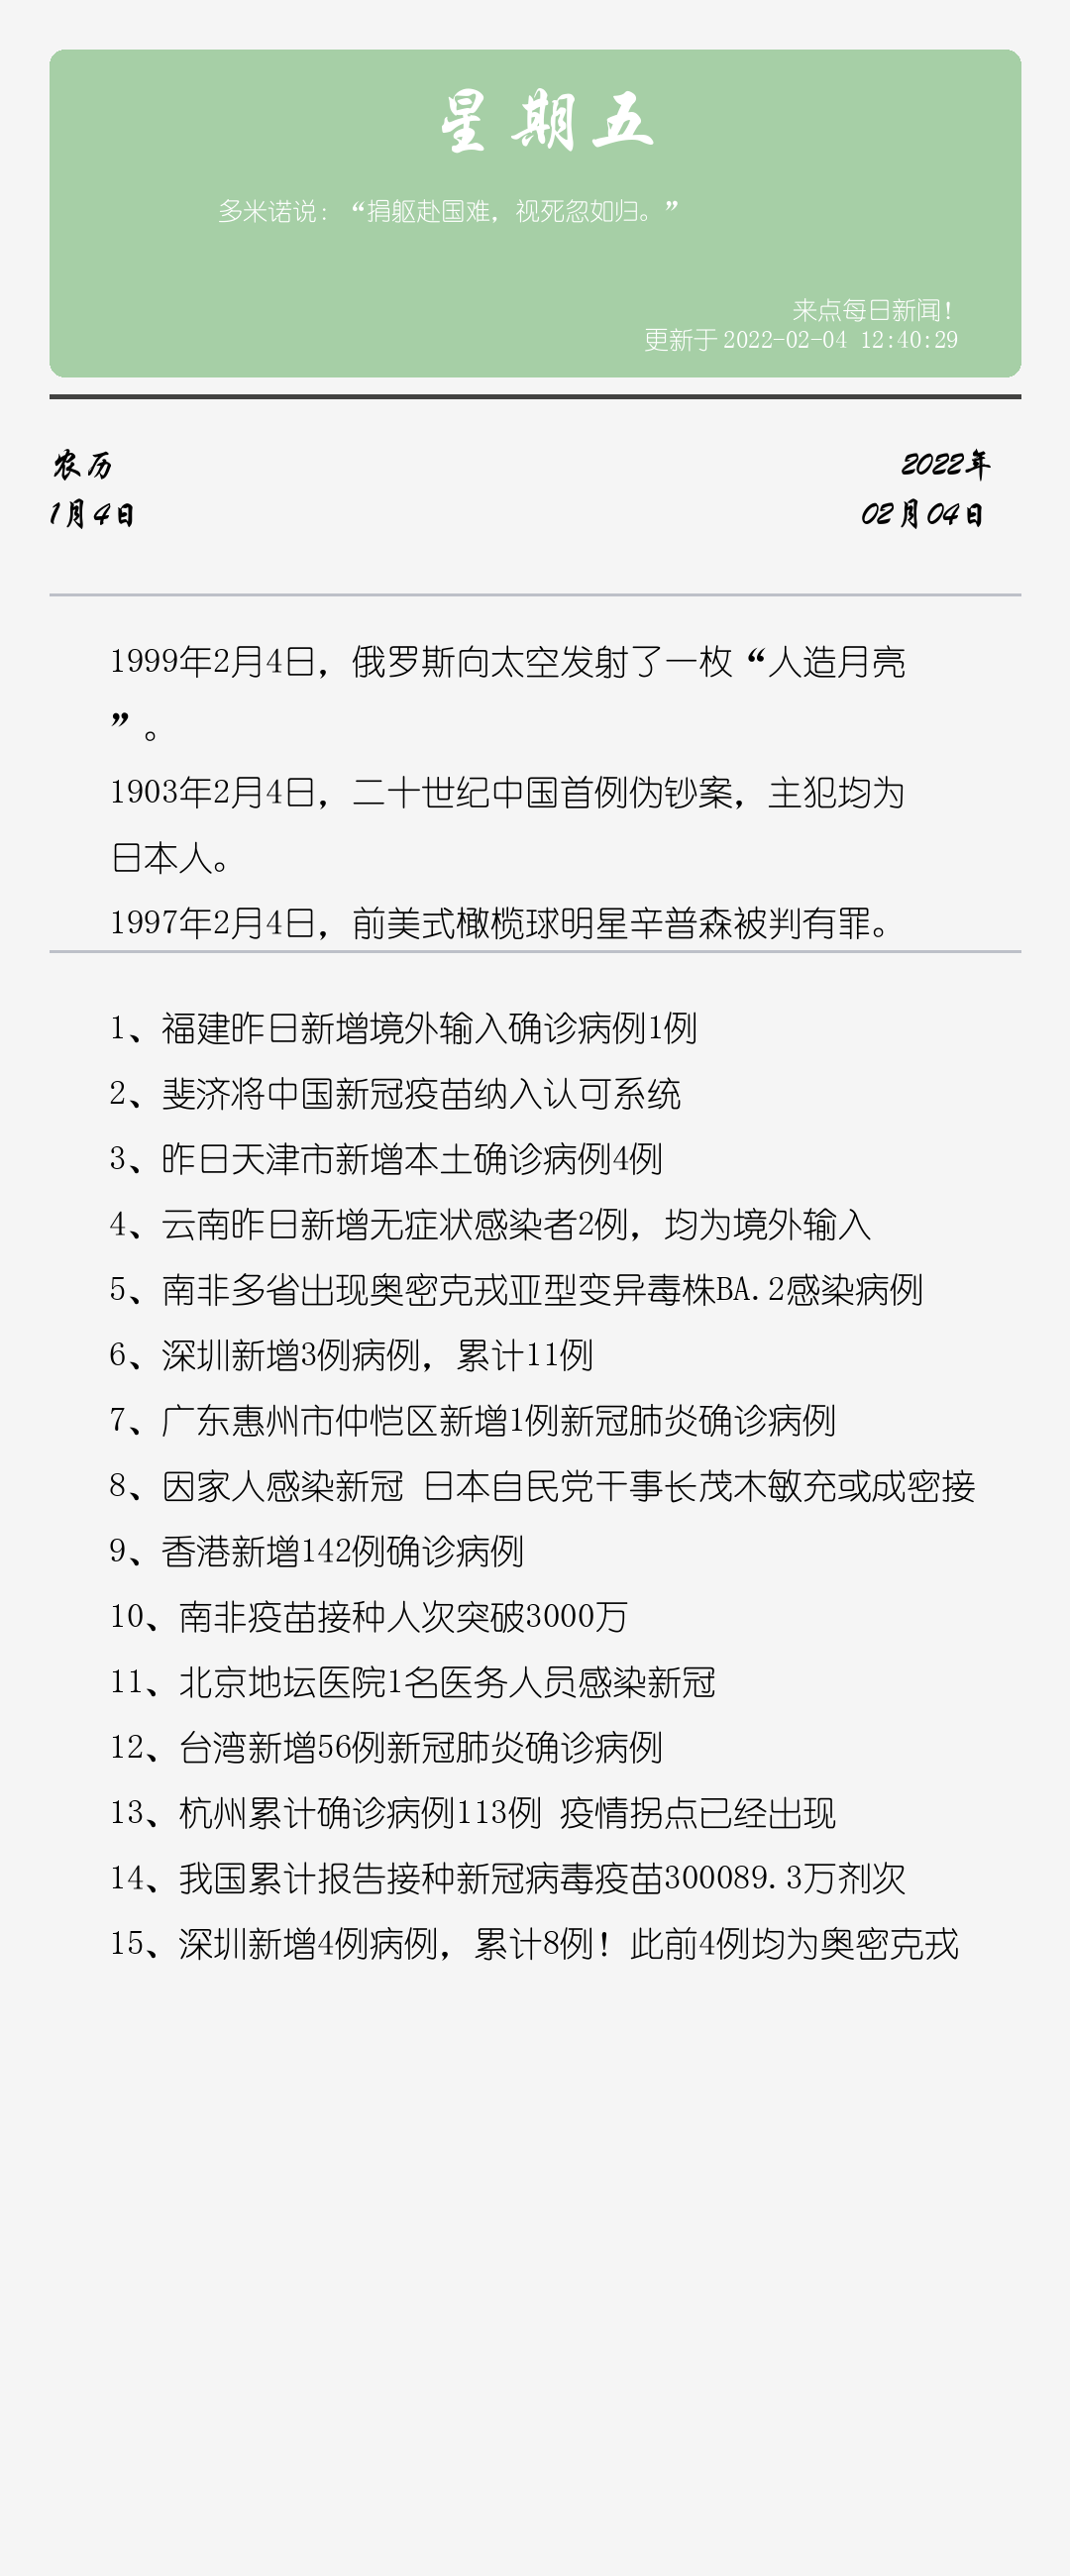 星期五
多米诺说：“捐躯赴国难，视死忽如归。”
来点每日新闻！
更新于2022-02-04 12:40:29
农历
2022年
1月4日
02月04日
1999年2月4日，俄罗斯向太空发射了一枚“人造月亮
”。
1903年2月4日，二十世纪中国首例伪钞案，主犯均为
日本人。
1997年2月4日，前美式橄榄球明星辛普森被判有罪。
1、福建昨日新增境外输入确诊病例1例
2、斐济将中国新冠疫苗纳入认可系统
3、昨日天津市新增本土确诊病例4例
4、云南昨日新增无症状感染者2例，均为境外输入
5、南非多省出现奥密克戎亚型变异毒株BA.2感染病例
6、深圳新增3例病例，累计11例
7、广东惠州市仲恺区新增1例新冠肺炎确诊病例
8、因家人感染新冠 日本自民党干事长茂木敏充或成密接
9、香港新增142例确诊病例
10、南非疫苗接种人次突破3000万
11、北京地坛医院1名医务人员感染新冠
12、台湾新增56例新冠肺炎确诊病例
13、杭州累计确诊病例113例 疫情拐点已经出现
14、我国累计报告接种新冠病毒疫苗300089.3万剂次
15、深圳新增4例病例，累计8例！此前4例均为奥密克戎